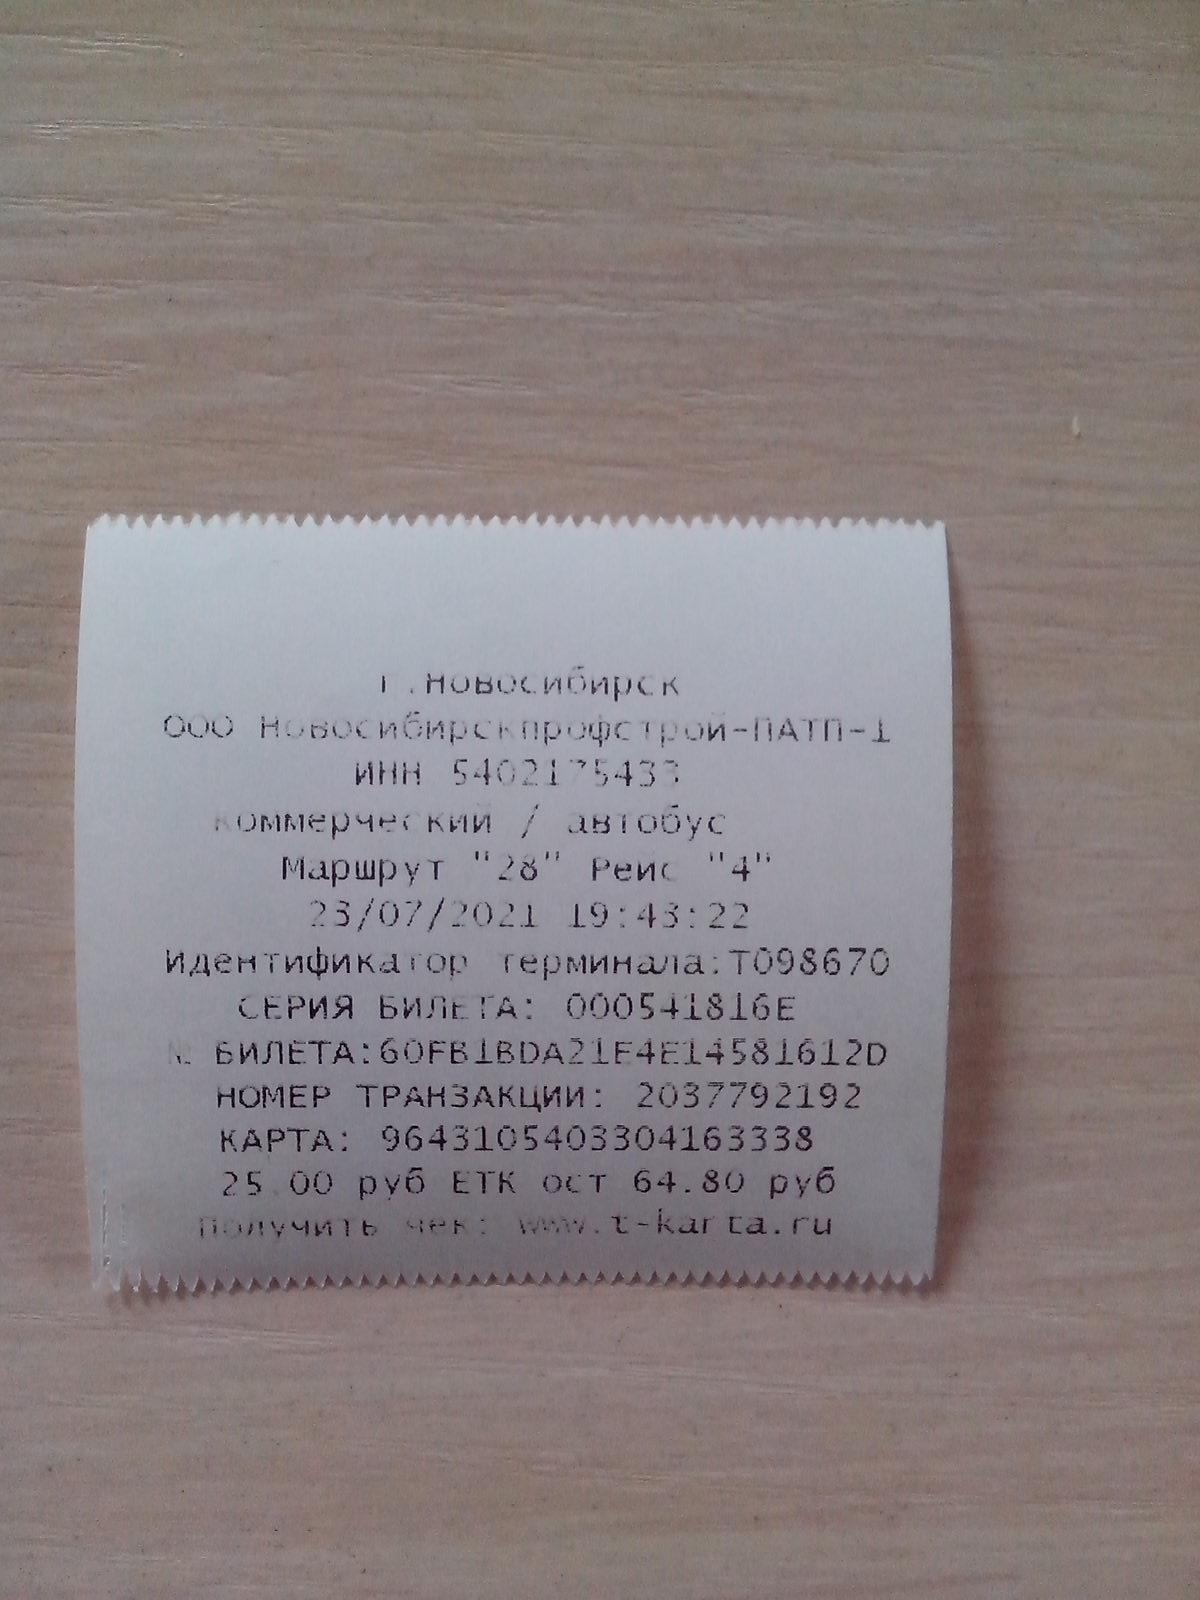 г.Новосибирск
ООО Новосибирскпрофстрой-ПАТП-1
ИНН 5402175433
коммерческий / автобус
Маршрут "28" Рейс "4"
23/07/2021 19:43:22
Идентификатор терминала:T098670
СЕРИЯ БИЛЕТА: 000541816E
№ БИЛЕТА:60FB1BDA21F4E14581612D
НОМЕР ТРАНЗАКЦИИ: 2037792192
КАРТА: 9643105403304163338
25.00 руб ЕТК ост 64.80 руб
Получить чек: www.t-karta.ru